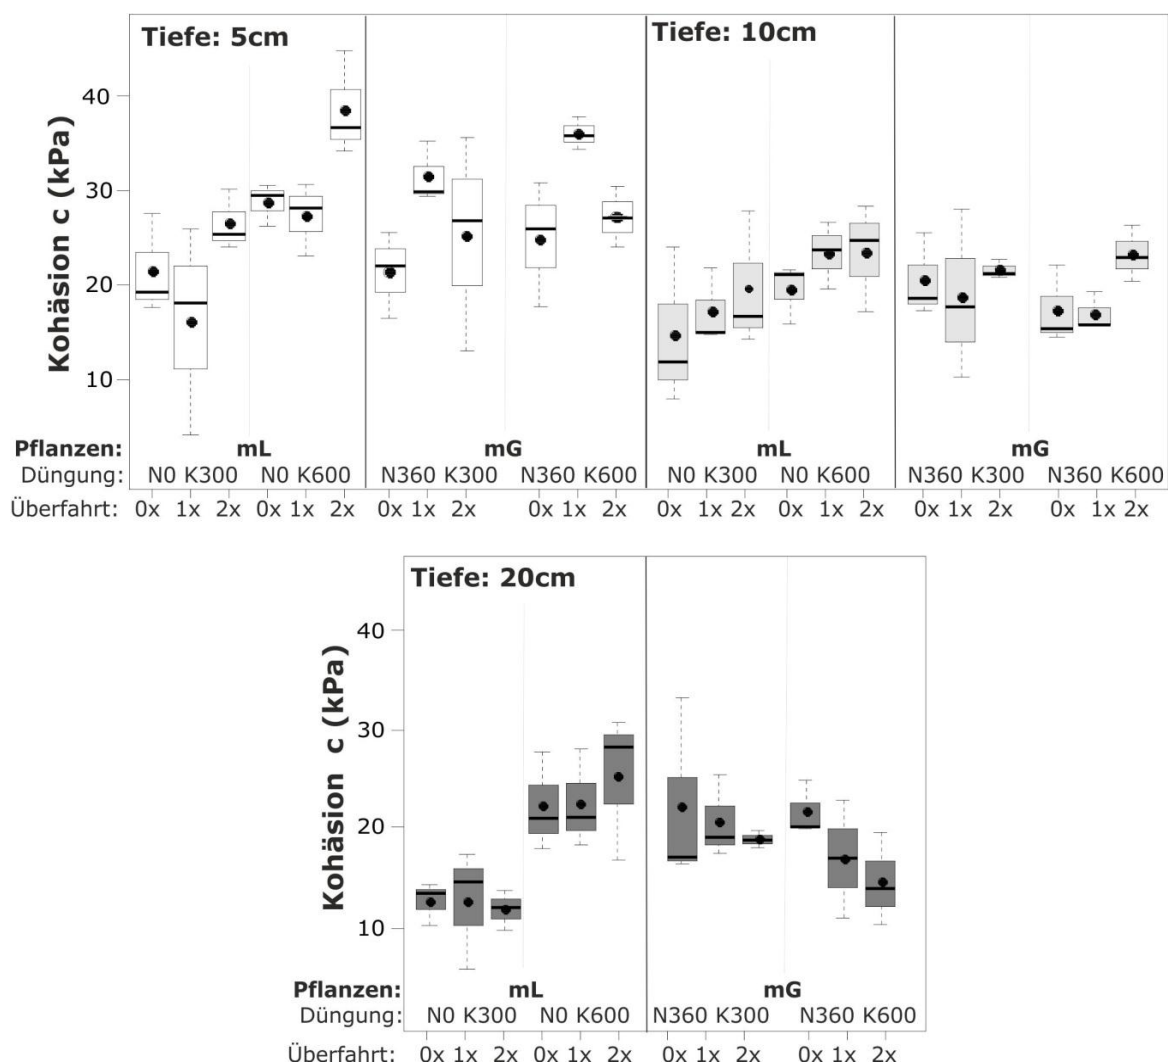 Tiefe: 5cm
Tiefe: 10cm
Kohäsion c (kPa)
40
30
20
10
Pflanzen: mL mG mL mG
Düngung: N0 K300 N0 K600 N360 K300 N360 K600 N0 K300 N0 K600 N360 K300 N360 K600
Überfahrt: 0x 1x 2x 0x 1x 2x 0x 1x 2x 0x 1x 2x 0x 1x 2x 0x 1x 2x 0x 1x 2x 0x 1x 2x
Tiefe: 20cm
Kohäsion c (kPa)
40
30
20
10
Pflanzen: mL mG
Düngung: N0 K300 N0 K600 N360 K300 N360 K600
Überfahrt: 0x 1x 2x 0x 1x 2x 0x 1x 2x 0x 1x 2x